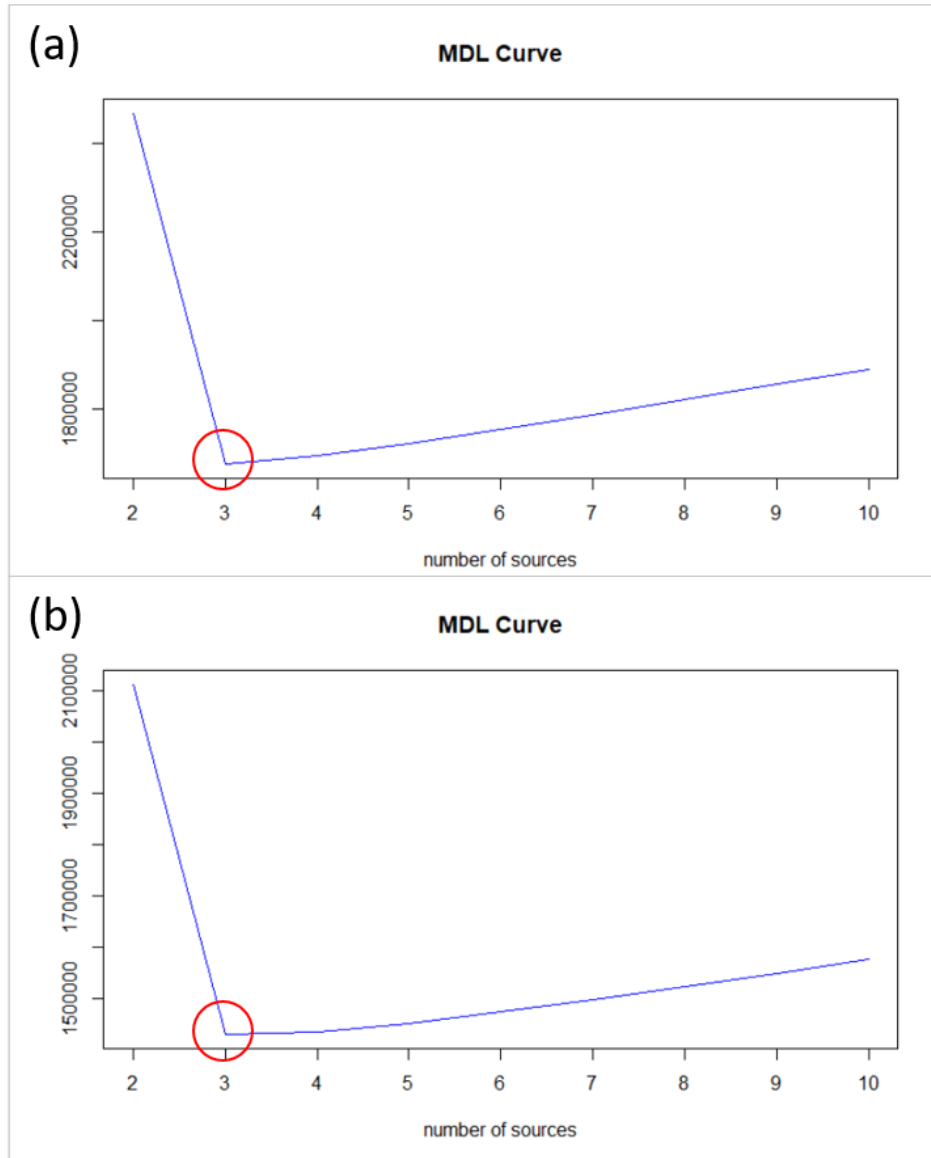 (a)
MDL Curve
2200000
1800000
2 3 4 5 6 7 8 9 10
number of sources
(b)
MDL Curve
2100000
1900000
1700000
1500000
2 3 4 5 6 7 8 9 10
number of sources